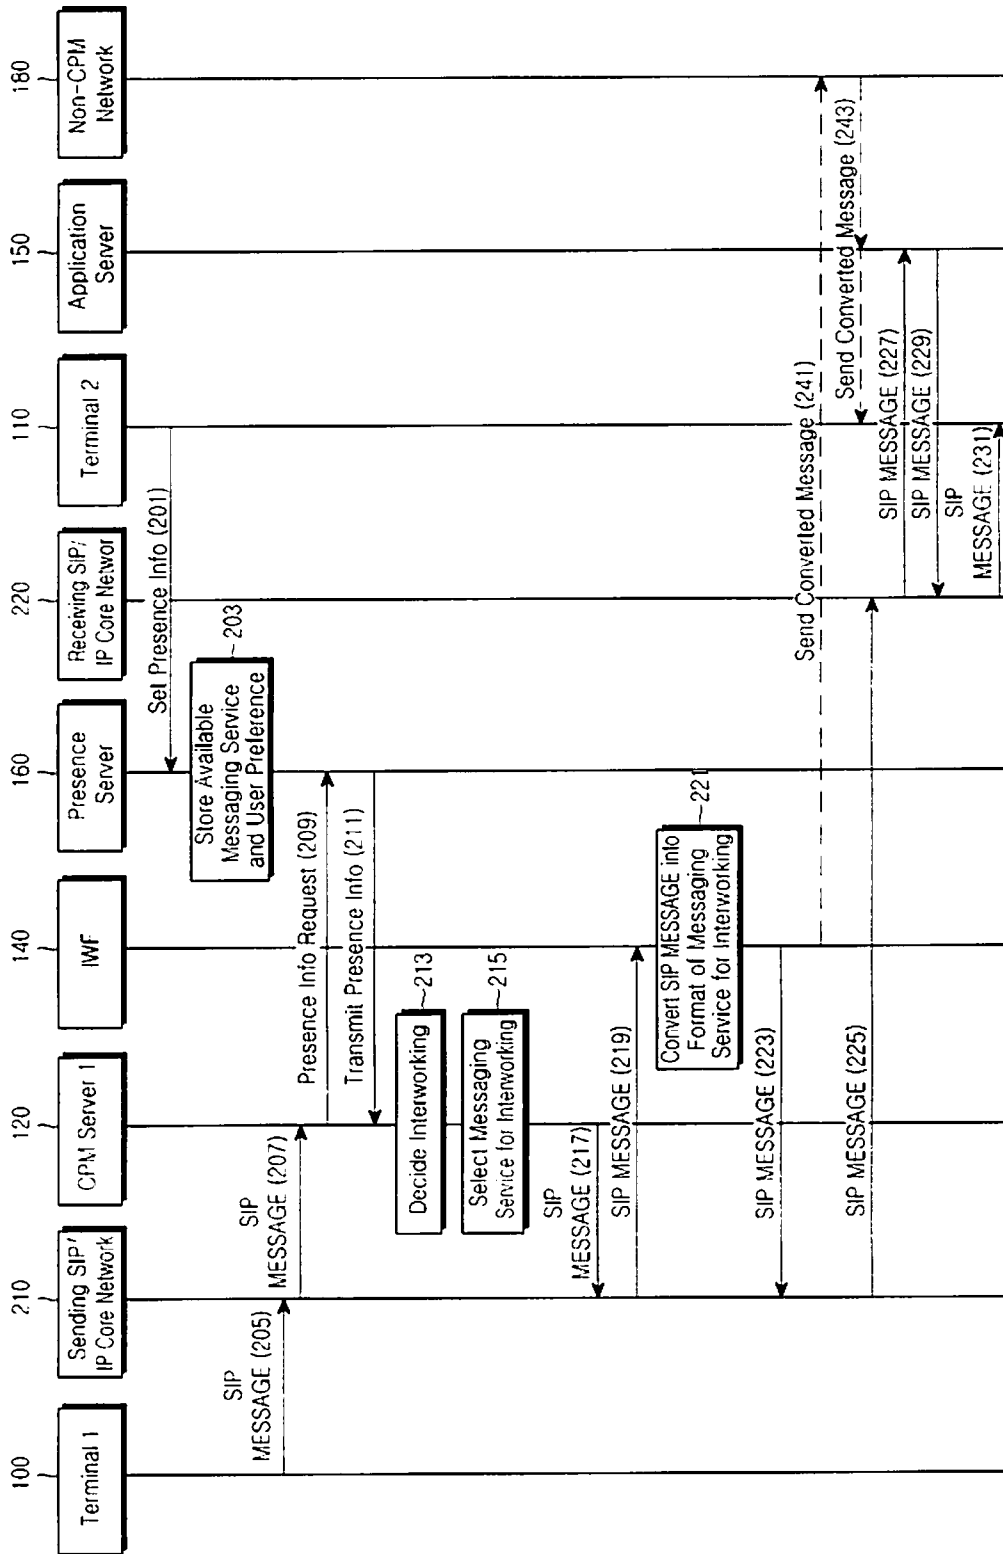 100
210
120
140
160
220
110
150
180
Terminal 1
Sending SIP/
IP Core Network
CPM Server 1
IWF
Presence
Server
Receiving SIP/
IP Core Networ
Terminal 2
Application
Server
Non-CPM
Network
Set Presence Info (201)
Store Available
Messaging Service
and User Preference
203
SIP
MESSAGE (205)
SIP
MESSAGE (207)
Presence Info Request (209)
Transmit Presence Info (211)
Decide Interworking
213
Select Messaging
Service for Interworking
215
SIP
MESSAGE (217)
SIP MESSAGE (219)
Convert SIP MESSAGE into
Format of Messaging
Service for Interworking
221
SIP MESSAGE (223)
Send Converted Message (241)
Send Converted Message (243)
SIP MESSAGE (225)
SIP MESSAGE (227)
SIP MESSAGE (229)
SIP
MESSAGE (231)